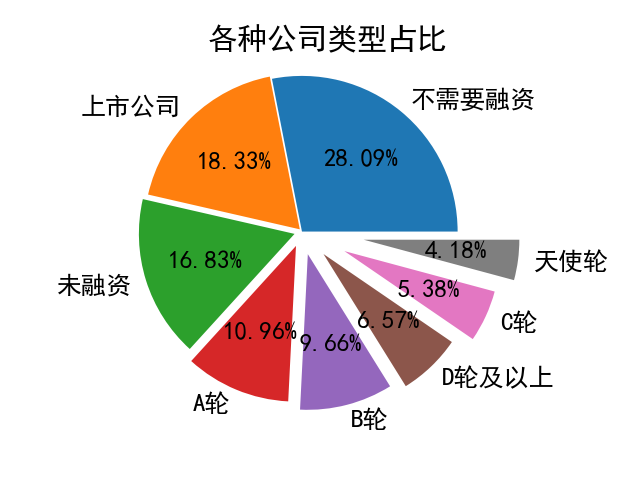 各种公司类型占比
不需要融资
28.09%
上市公司
18.33%
未融资
16.83%
A轮
10.96%
B轮
9.66%
D轮及以上
6.57%
C轮
5.38%
天使轮
4.18%